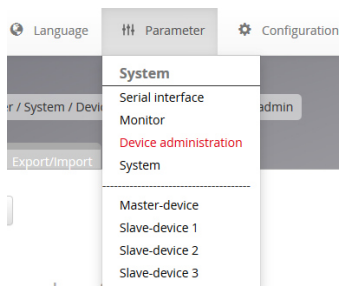 Language Parameter Configuration
System
Serial interface
r / System / Devi admin
Monitor
Device administration
Export/Import System
Master-device
Slave-device 1
Slave-device 2
Slave-device 3